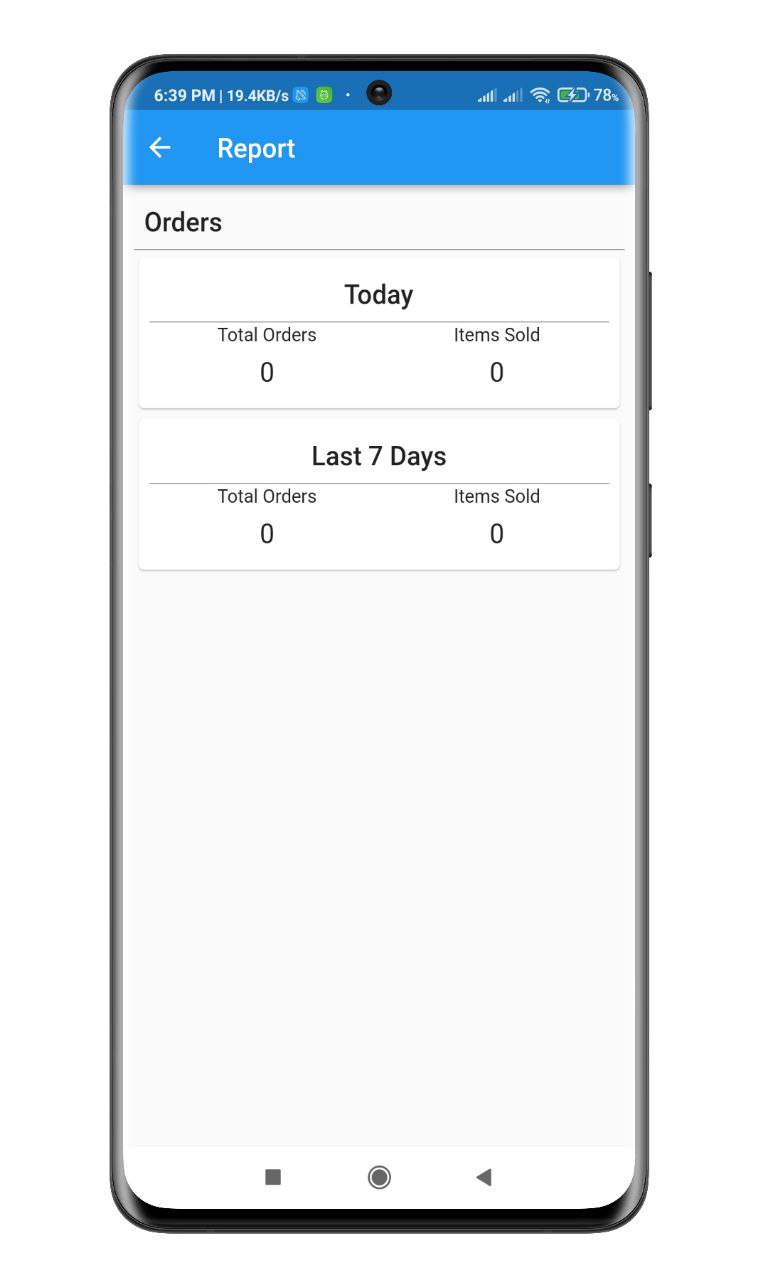 6:39 PM | 19.4KB/s 78%
Report
Orders
Today
Total Orders Items Sold
0 0
Last 7 Days
Total Orders Items Sold
0 0